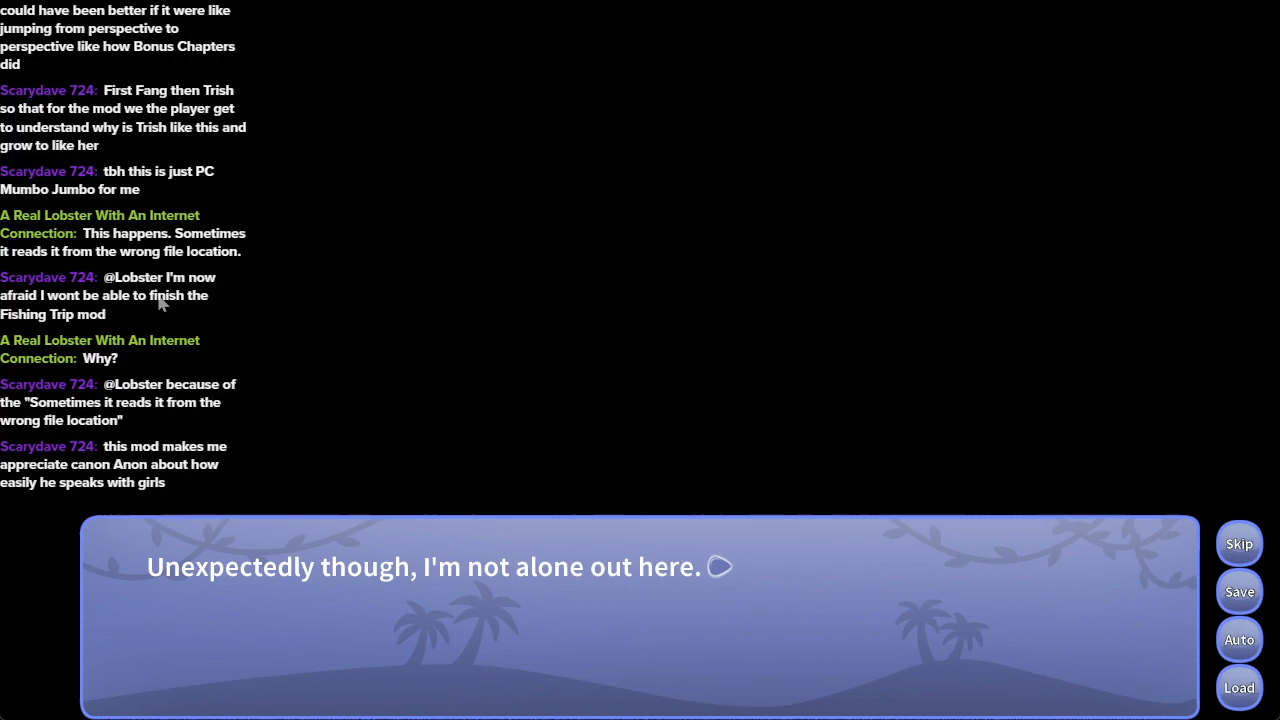 could have been better if it were like
jumping from perspective to
perspective like how Bonus Chapters
did
Scarydave 724: First Fang then Trish
so that for the mod we the player get
to understand why is Trish like this and
grow to like her
Scarydave 724: tbh this is just PC
Mumbo Jumbo for me
A Real Lobster With An Internet
Connection: This happens. Sometimes
it reads it from the wrong file location.
Scarydave 724: @Lobster I'm now
afraid I wont be able to finish the
Fishing Trip mod
A Real Lobster With An Internet
Connection: Why?
Scarydave 724: @Lobster because of
the "Sometimes it reads it from the
wrong file location"
Scarydave 724: this mod makes me
appreciate canon Anon about how
easily he speaks with girls
Unexpectedly though, I'm not alone out here.
Skip
Save
Auto
Load